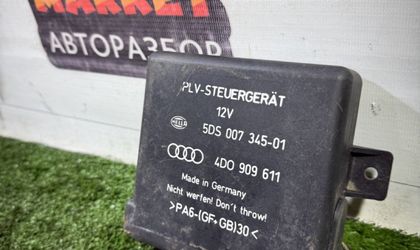 MARKET
АВТОРАЗБОР
PLV-STEUERGERÄT
12V
HELLA 5DS 007 345-01
4D0 909 611
Made in Germany
Nicht werfen! Don't throw!
>PA6-(GF+GB)30<